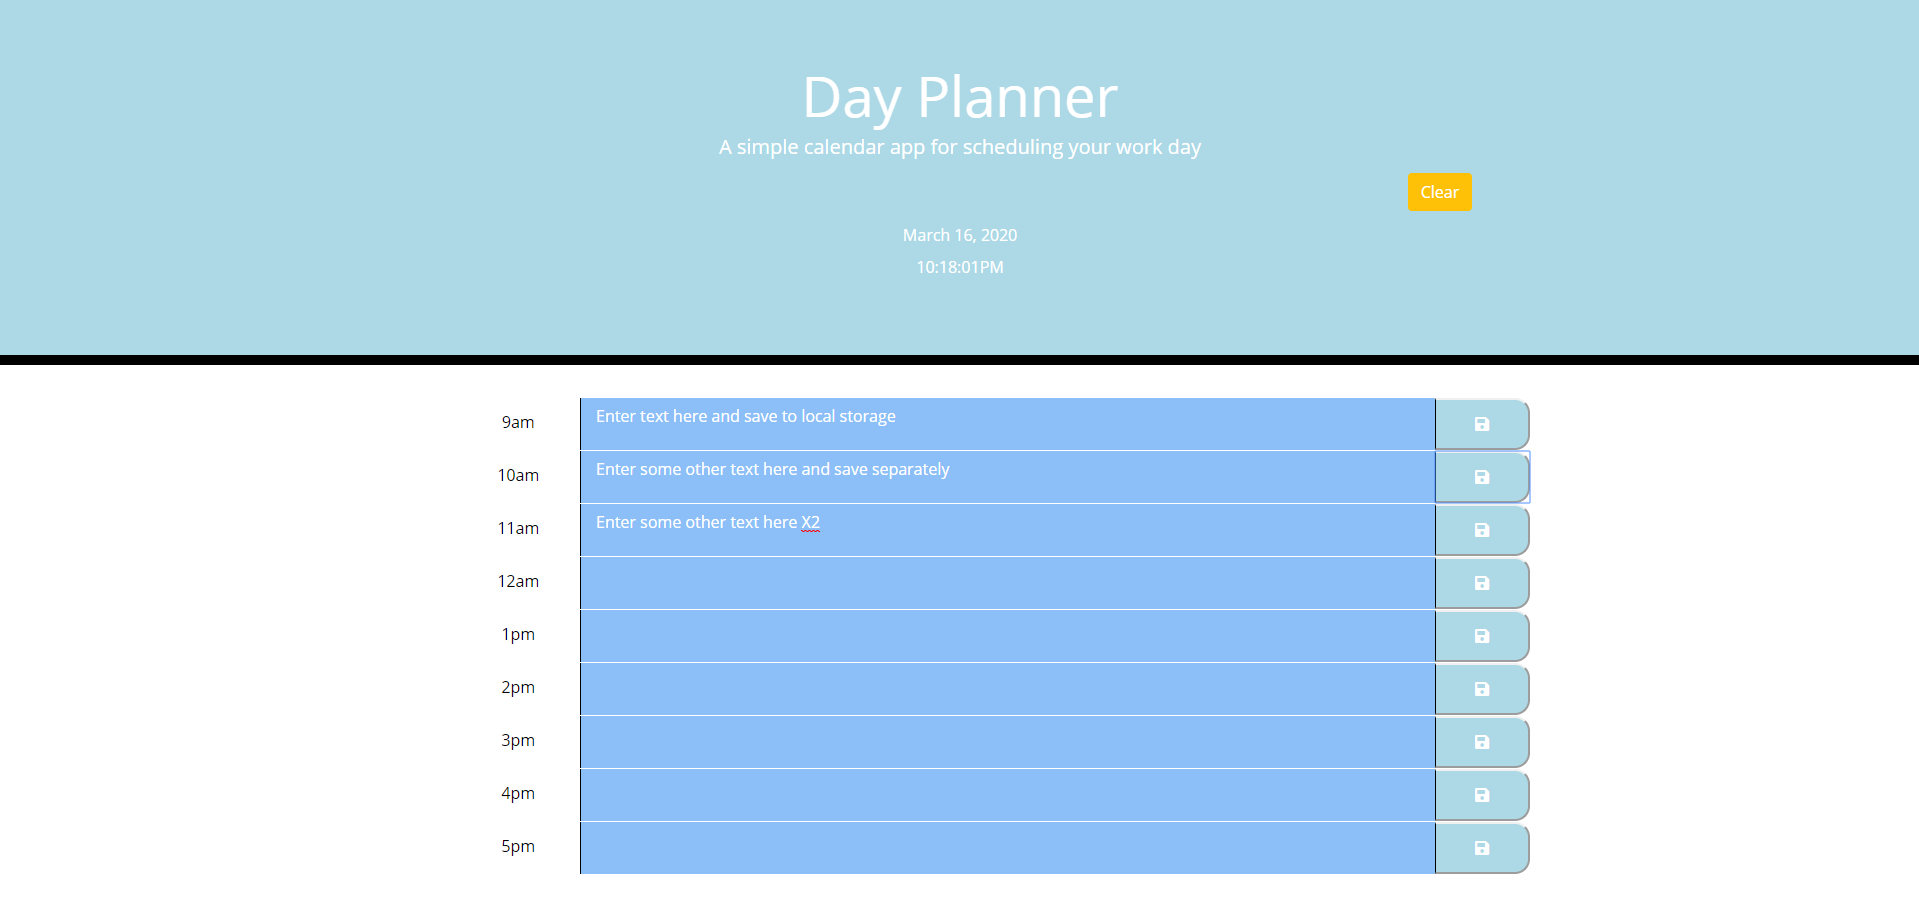 Day Planner
A simple calendar app for scheduling your work day
Clear
March 16, 2020
10:18:01PM
9am Enter text here and save to local storage
10am Enter some other text here and save separately
11am Enter some other text here X2
12am
1pm
2pm
3pm
4pm
5pm